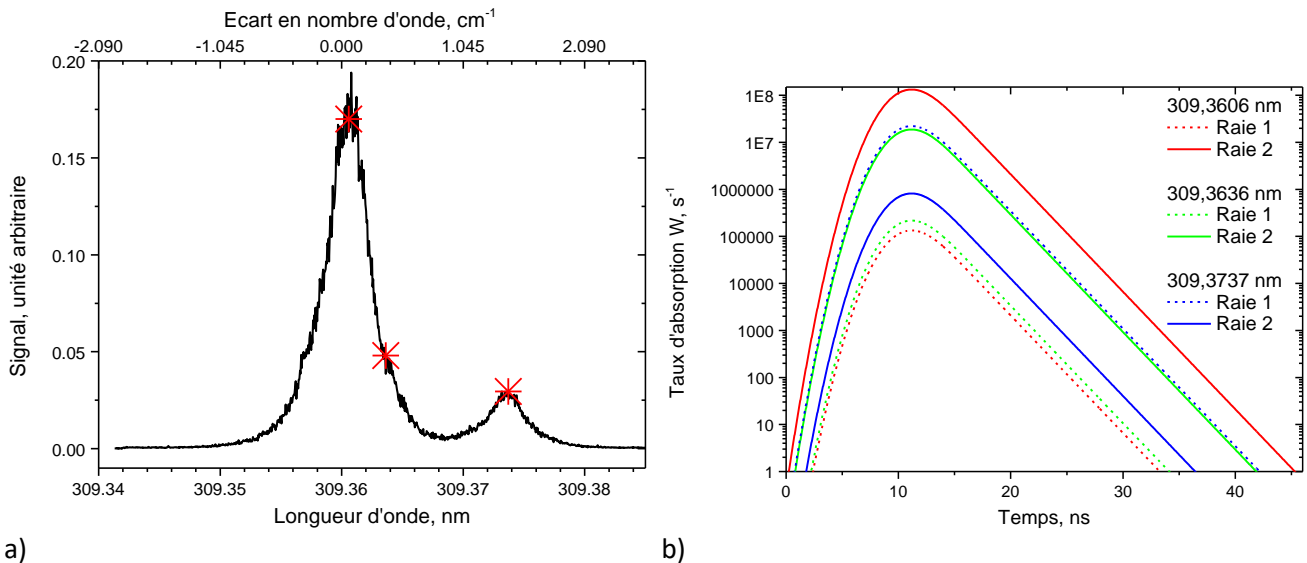 Ecart en nombre d'onde, cm-1
-2.090 -1.045 0.000 1.045 2.090
0.20
0.15
0.10
0.05
0.00
Signal, unité arbitraire
309.34 309.35 309.36 309.37 309.38
Longueur d'onde, nm
a)
1E8
1E7
1000000
100000
10000
1000
100
10
1
Taux d'absorption W, s-1
309,3606 nm
Raie 1
Raie 2
309,3636 nm
Raie 1
Raie 2
309,3737 nm
Raie 1
Raie 2
0 10 20 30 40
Temps, ns
b)